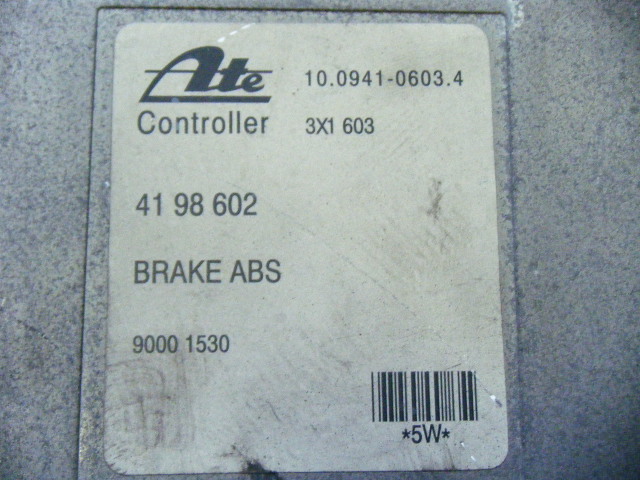 Ate 10.0941-0603.4
Controller 3X1 603
41 98 602
BRAKE ABS
9000 1530
*5W*